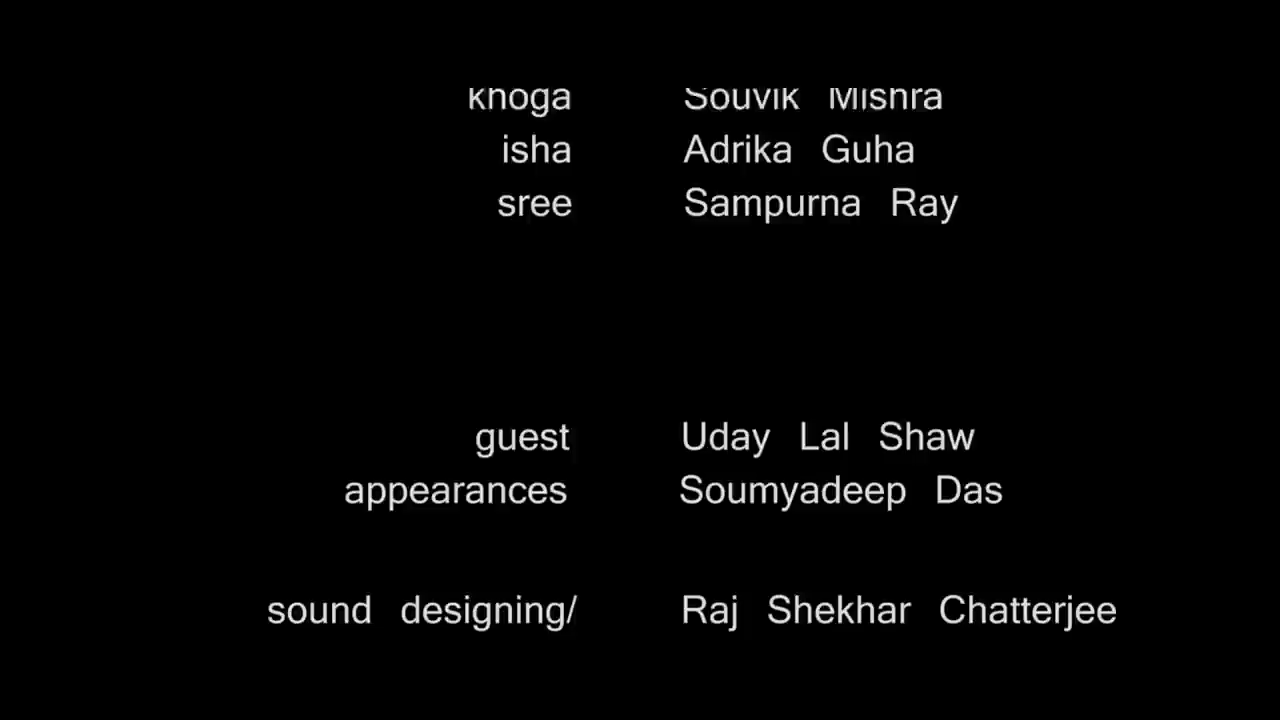 khoga Souvik Mishra
isha Adrika Guha
sree Sampurna Ray
guest Uday Lal Shaw
appearances Soumyadeep Das
sound designing/ Raj Shekhar Chatterjee